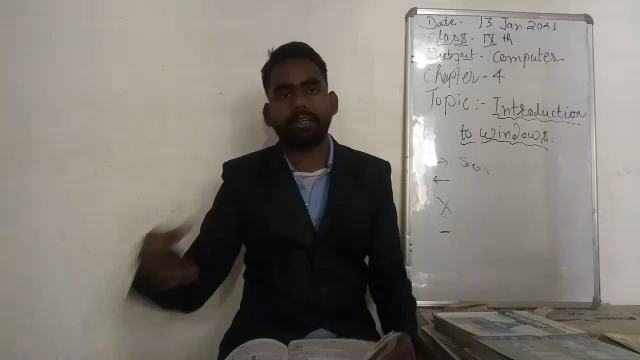 Date- 13 Jan 2021
Class- IX th
Subject- Computer
Chapter- 4
Topic:- Introduction
to windows.
→
←
X
-